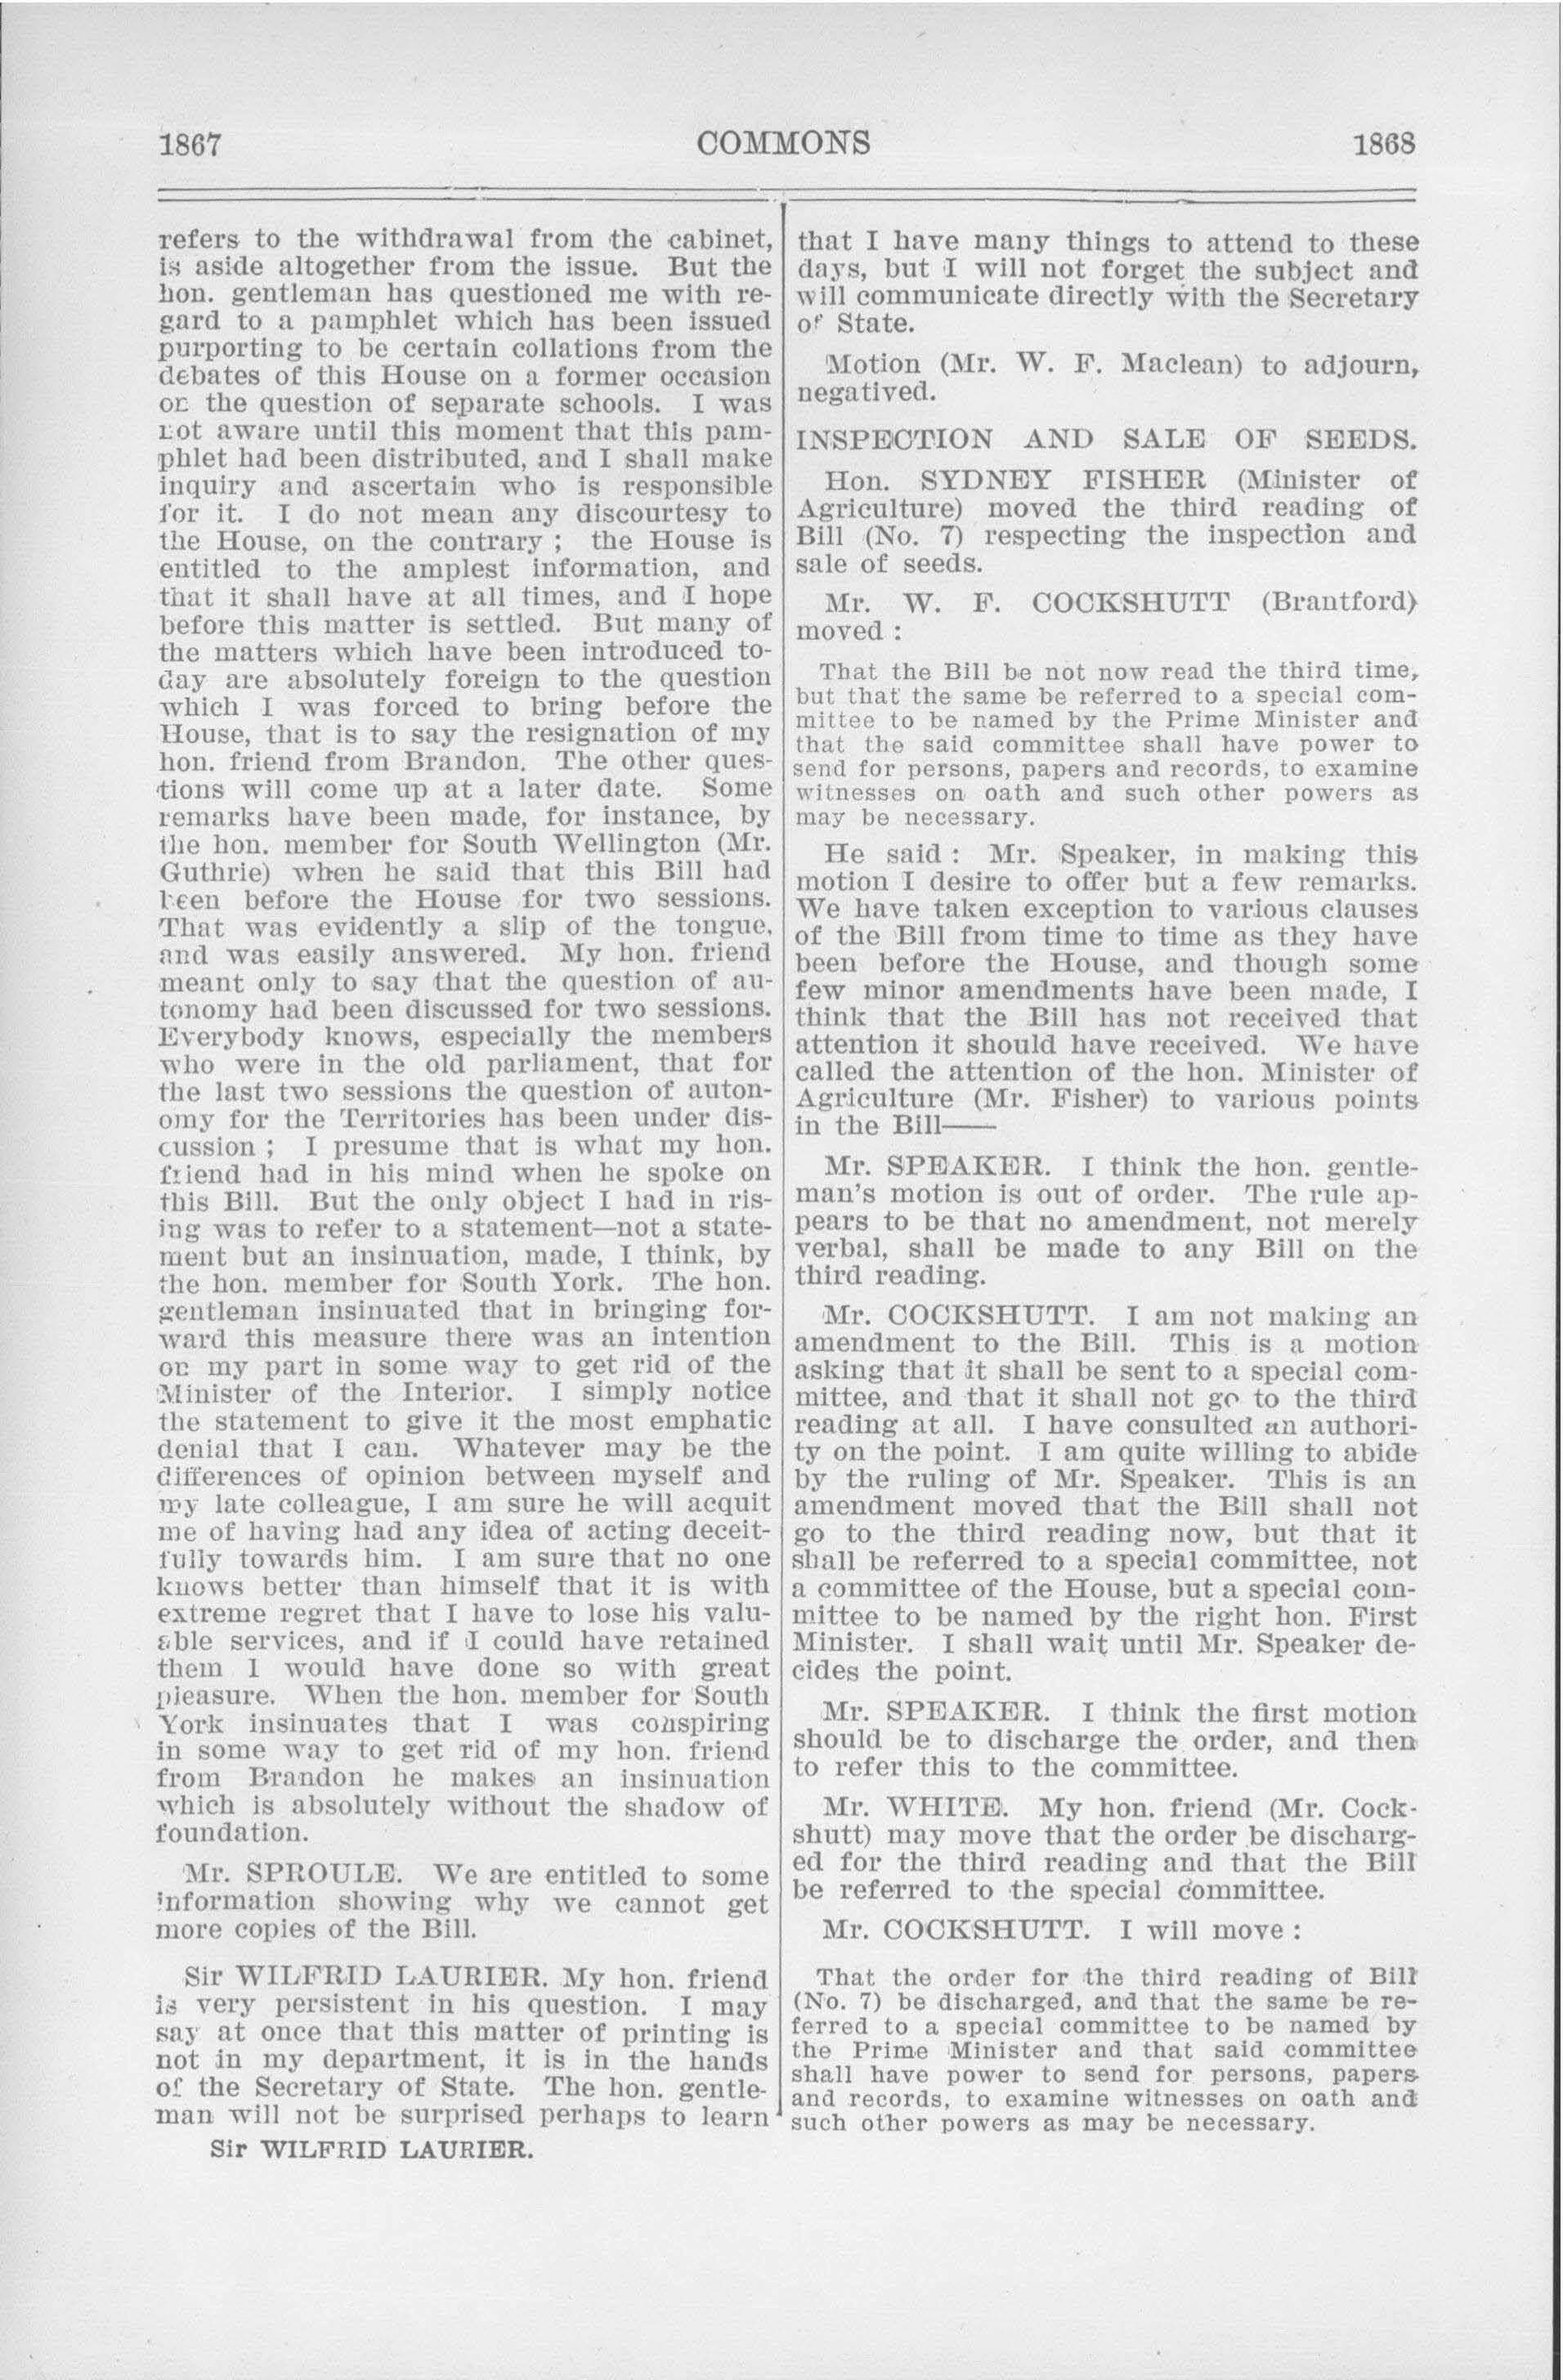 1867 COMMONS 1868
refers to the withdrawal from the cabinet,
is aside altogether from the issue. But the
hon. gentleman has questioned me with re-
gard to a pamphlet which has been issued
purporting to be certain collations from the
debates of this House on a former occasion
on the question of separate schools. I was
not aware until this moment that this pam-
phlet had been distributed, and I shall make
inquiry and ascertain who is responsible
for it. I do not mean any discourtesy to
the House, on the contrary ; the House is
entitled to the amplest information, and
that it shall have at all times, and I hope
before this matter is settled. But many of
the matters which have been introduced to-
day are absolutely foreign to the question
which I was forced to bring before the
House, that is to say the resignation of my
hon. friend from Brandon. The other ques-
tions will come up at a later date. Some
remarks have been made, for instance, by
the hon. member for South Wellington (Mr.
Guthrie) when he said that this Bill had
been before the House for two sessions.
That was evidently a slip of the tongue,
and was easily answered. My hon. friend
meant only to say that the question of au-
tonomy had been discussed for two sessions.
Everybody knows, especially the members
who were in the old parliament, that for
the last two sessions the question of auton-
omy for the Territories has been under dis-
cussion ; I presume that is what my hon.
friend had in his mind when he spoke on
this Bill. But the only object I had in ris-
ing was to refer to a statement—not a state-
ment but an insinuation, made, I think, by
the hon. member for South York. The hon.
gentleman insinuated that in bringing for-
ward this measure there was an intention
on my part in some way to get rid of the
Minister of the Interior. I simply notice
the statement to give it the most emphatic
denial that I can. Whatever may be the
differences of opinion between myself and
my late colleague, I am sure he will acquit
me of having had any idea of acting deceit-
fully towards him. I am sure that no one
knows better than himself that it is with
extreme regret that I have to lose his valu-
able services, and if I could have retained
them I would have done so with great
pleasure. When the hon. member for South
York insinuates that I was conspiring
in some way to get rid of my hon. friend
from Brandon he makes an insinuation
which is absolutely without the shadow of
foundation.
Mr. SPROULE. We are entitled to some
information showing why we cannot get
more copies of the Bill.
Sir WILFRID LAURIER. My hon. friend
is very persistent in his question. I may
say at once that this matter of printing is
not in my department, it is in the hands
of the Secretary of State. The hon. gentle-
man will not be surprised perhaps to learn
Sir WILFRID LAURIER.
that I have many things to attend to these
days, but I will not forget the subject and
will communicate directly with the Secretary
of State.
Motion (Mr. W. F. Maclean) to adjourn,
negatived.
INSPECTION AND SALE OF SEEDS.
Hon. SYDNEY FISHER (Minister of
Agriculture) moved the third reading of
Bill (No. 7) respecting the inspection and
sale of seeds.
Mr. W. F. COCKSHUTT (Brantford)
moved :
That the Bill be not now read the third time,
but that the same be referred to a special com-
mittee to be named by the Prime Minister and
that the said committee shall have power to
send for persons, papers and records, to examine
witnesses on oath and such other powers as
may be necessary.
He said : Mr. Speaker, in making this
motion I desire to offer but a few remarks.
We have taken exception to various clauses
of the Bill from time to time as they have
been before the House, and though some
few minor amendments have been made, I
think that the Bill has not received that
attention it should have received. We have
called the attention of the hon. Minister of
Agriculture (Mr. Fisher) to various points
in the Bill——
Mr. SPEAKER. I think the hon. gentle-
man's motion is out of order. The rule ap-
pears to be that no amendment, not merely
verbal, shall be made to any Bill on the
third reading.
Mr. COCKSHUTT. I am not making an
amendment to the Bill. This is a motion
asking that it shall be sent to a special com-
mittee, and that it shall not go to the third
reading at all. I have consulted an authori-
ty on the point. I am quite willing to abide
by the ruling of Mr. Speaker. This is an
amendment moved that the Bill shall not
go to the third reading now, but that it
shall be referred to a special committee, not
a committee of the House, but a special com-
mittee to be named by the right hon. First
Minister. I shall wait until Mr. Speaker de-
cides the point.
Mr. SPEAKER. I think the first motion
should be to discharge the order, and then
to refer this to the committee.
Mr. WHITE. My hon. friend (Mr. Cock-
shutt) may move that the order be discharg-
ed for the third reading and that the Bill
be referred to the special committee.
Mr. COCKSHUTT. I will move :
That the order for the third reading of Bill
(No. 7) be discharged, and that the same be re-
ferred to a special committee to be named by
the Prime Minister and that said committee
shall have power to send for persons, papers
and records, to examine witnesses on oath and
such other powers as may be necessary.